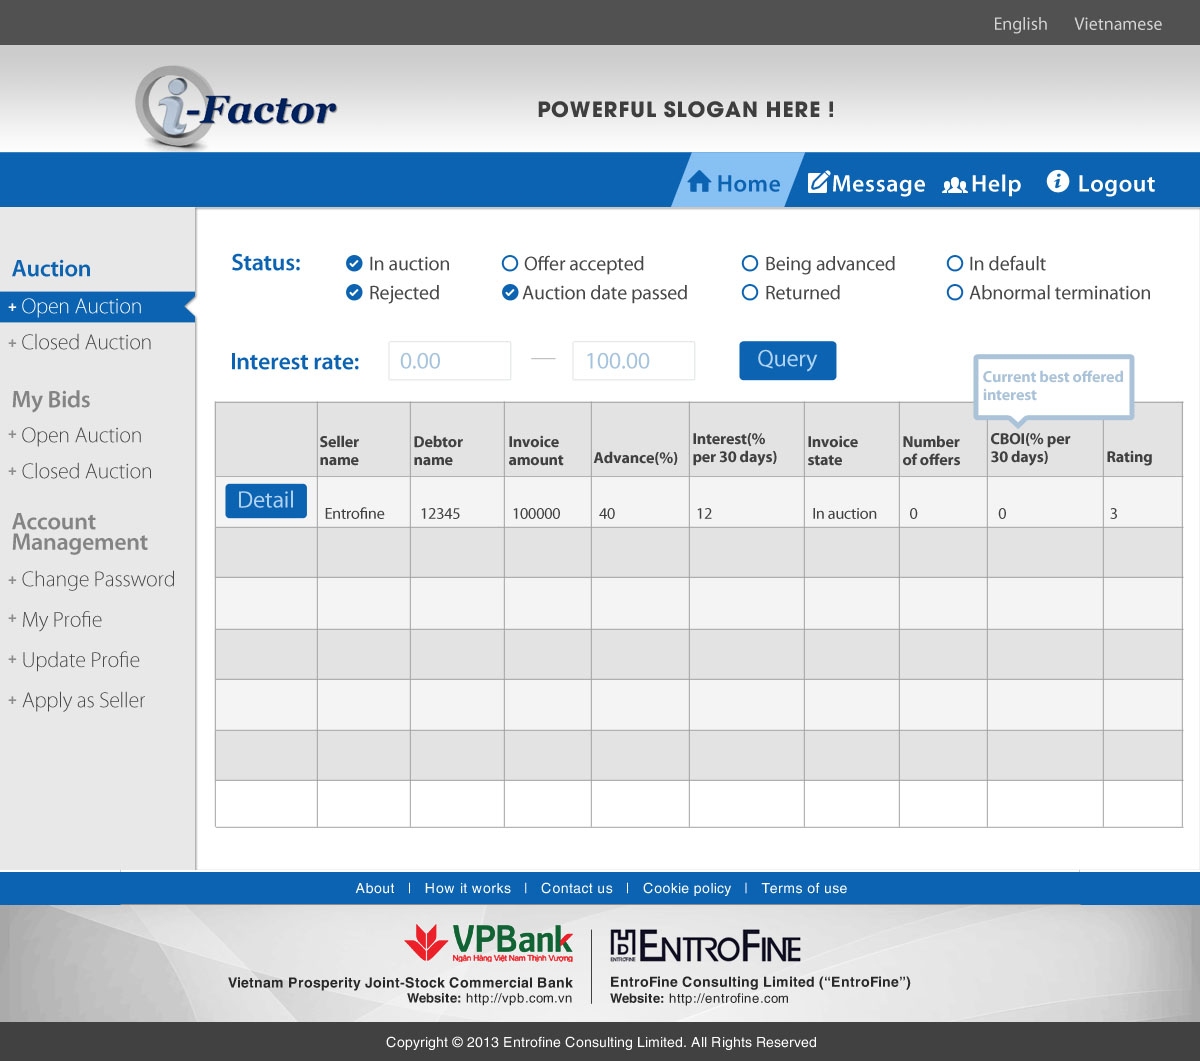 English Vietnamese
i-Factor
POWERFUL SLOGAN HERE !
Home Message Help Logout
Auction
+ Open Auction
+ Closed Auction
My Bids
+ Open Auction
+ Closed Auction
Account
Management
+ Change Password
+ My Profie
+ Update Profie
+ Apply as Seller
Status: In auction Offer accepted Being advanced In default
Rejected Auction date passed Returned Abnormal termination
Interest rate: 0.00 — 100.00 Query
Current best offered
interest
Seller name Debtor name Invoice amount Advance(%) Interest(% per 30 days) Invoice state Number of offers CBOI(% per 30 days) Rating
Detail Entrofine 12345 100000 40 12 In auction 0 0 3
About | How it works | Contact us | Cookie policy | Terms of use
VPBank
Ngân Hàng Việt Nam Thịnh Vượng
Vietnam Prosperity Joint-Stock Commercial Bank
Website: http://vpb.com.vn
ENTROFINE
ENTROFINE
EntroFine Consulting Limited (“EntroFine”)
Website: http://entrofine.com
Copyright © 2013 Entrofine Consulting Limited. All Rights Reserved